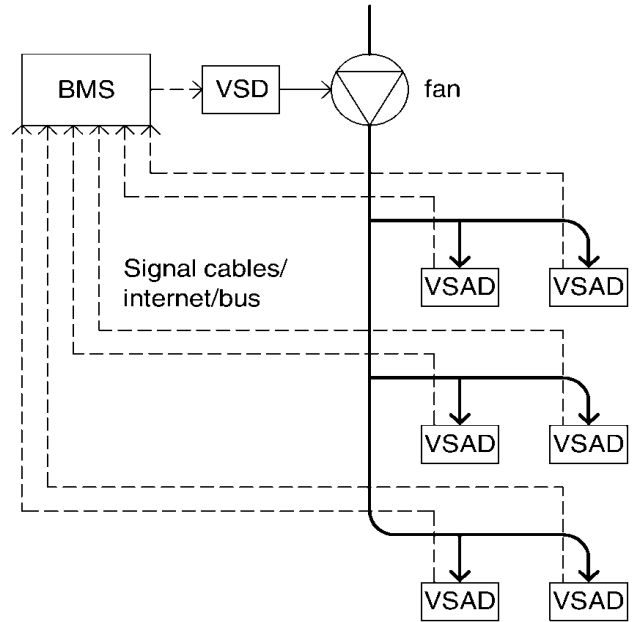 BMS
VSD
fan
Signal cables/
internet/bus
VSAD
VSAD
VSAD
VSAD
VSAD
VSAD